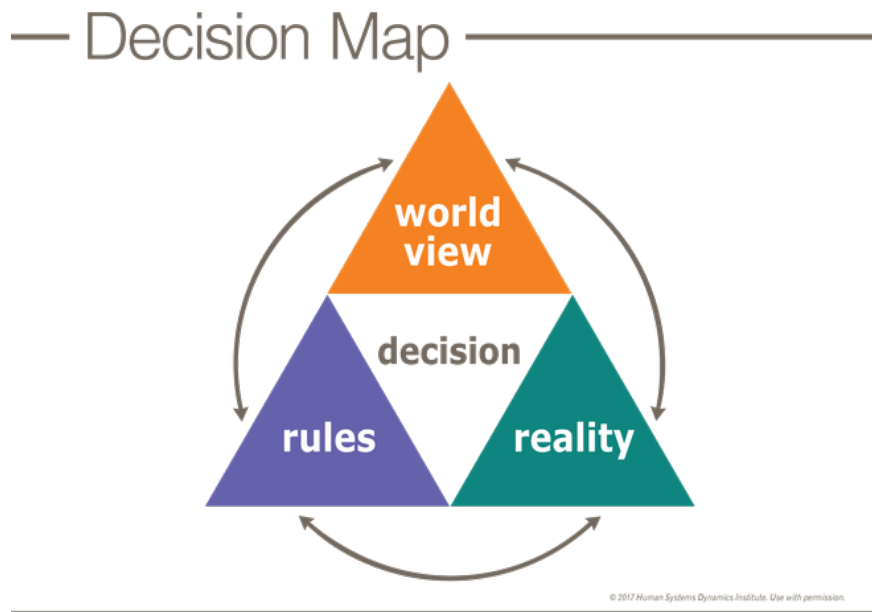 Decision Map
world
view
decision
rules
reality
© 2017 Human Systems Dynamics Institute. Use with permission.